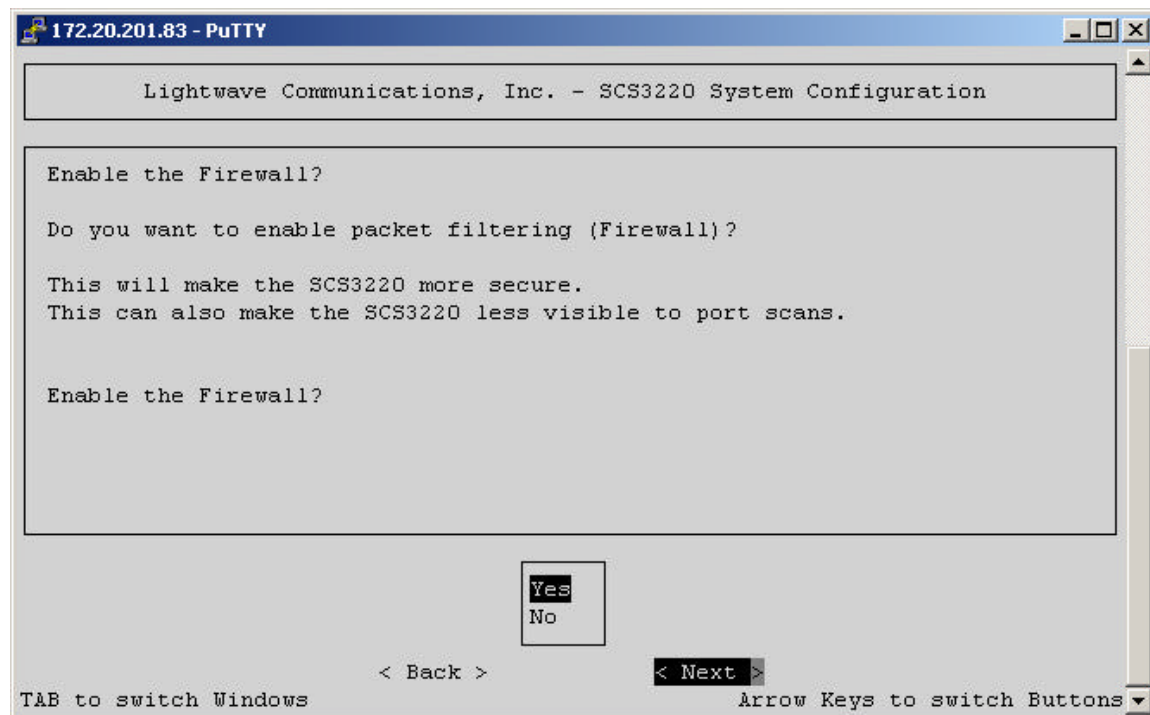 172.20.201.83 - PuTTY
Lightwave Communications, Inc. - SCS3220 System Configuration
Enable the Firewall?
Do you want to enable packet filtering (Firewall)?
This will make the SCS3220 more secure.
This can also make the SCS3220 less visible to port scans.
Enable the Firewall?
Yes
No
< Back > < Next >
TAB to switch Windows Arrow Keys to switch Buttons